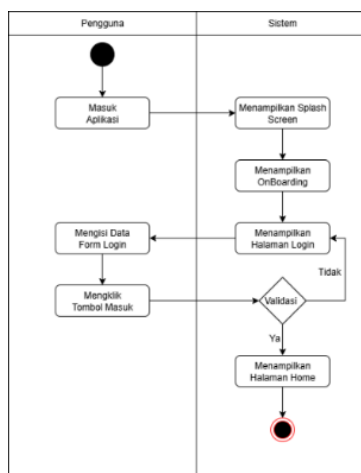 Pengguna
Sistem
Masuk
Aplikasi
Menampilkan Splash
Screen
Menampilkan
OnBoarding
Menampilkan
Halaman Login
Mengisi Data
Form Login
Tidak
Mengklik
Tombol Masuk
Validasi
Ya
Menampilkan
Halaman Home